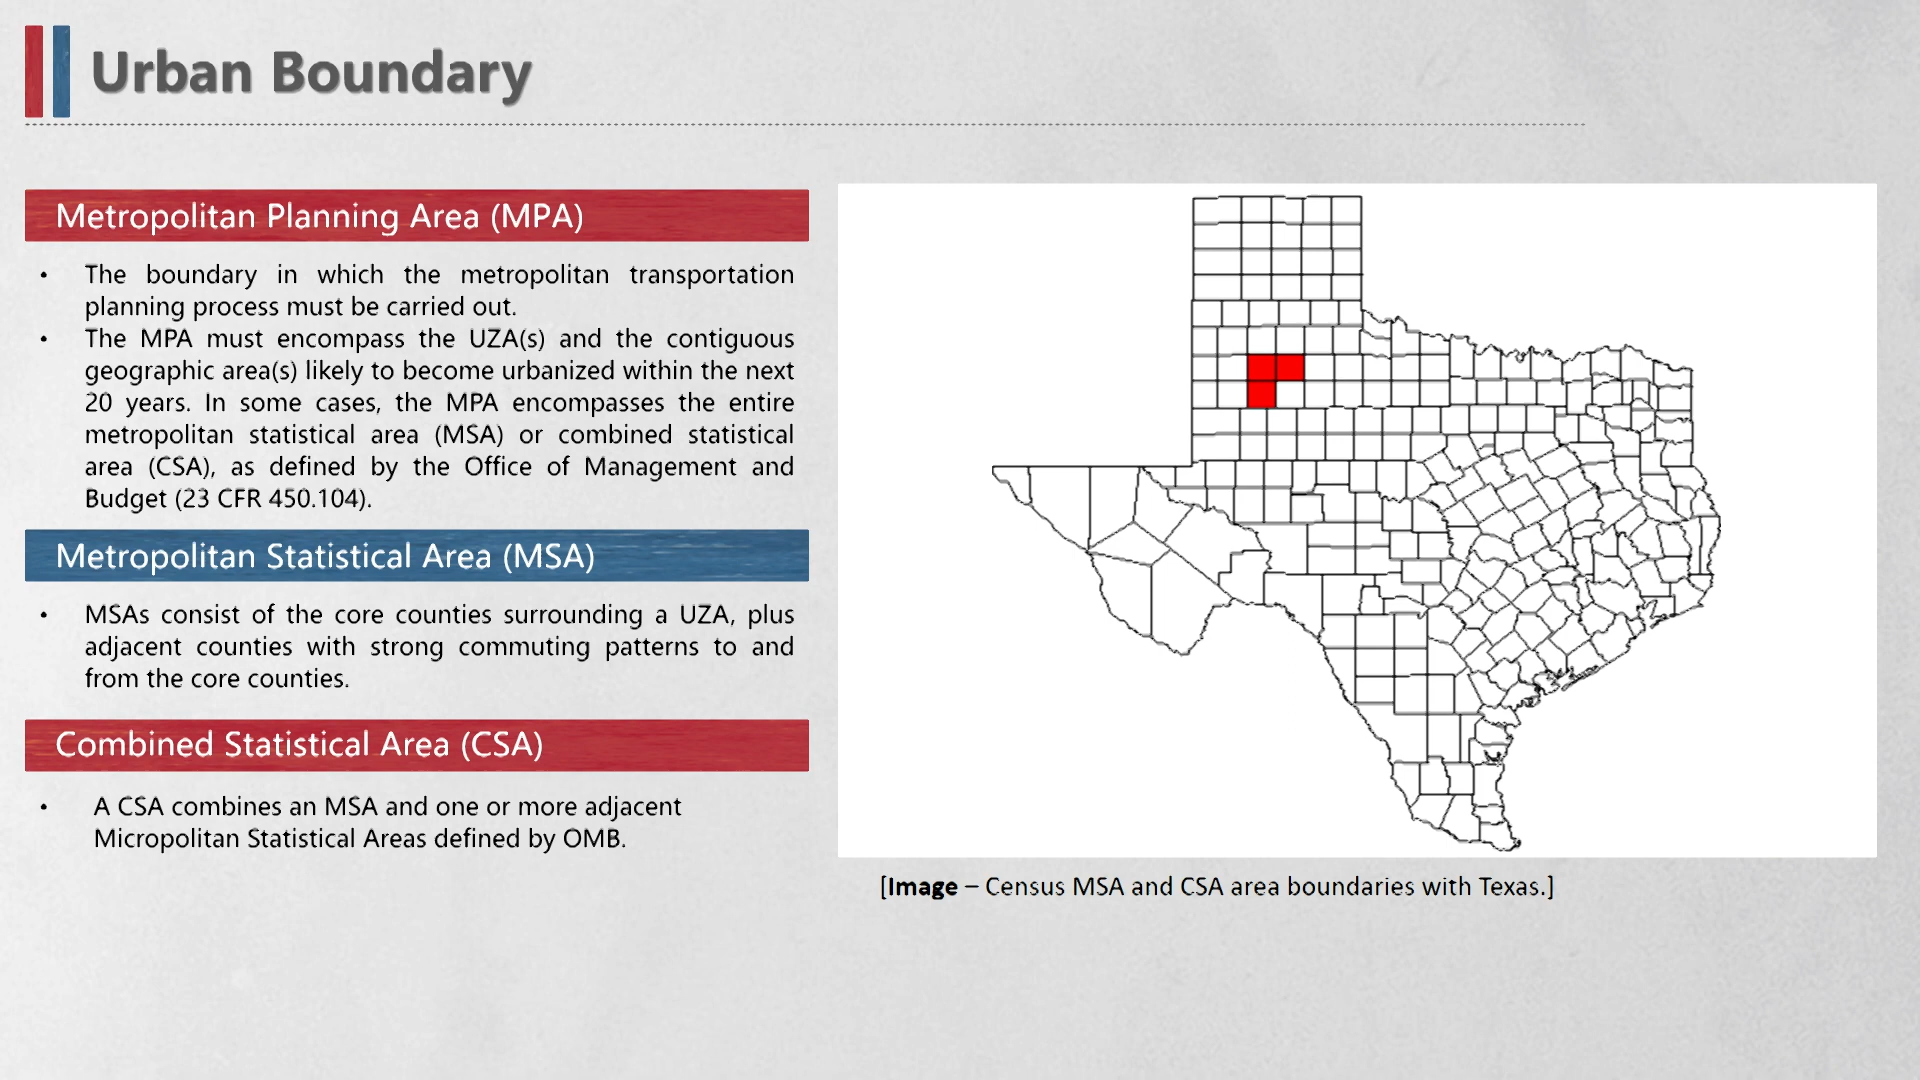 Urban Boundary
Metropolitan Planning Area (MPA)
• The boundary in which the metropolitan transportation
planning process must be carried out.
• The MPA must encompass the UZA(s) and the contiguous
geographic area(s) likely to become urbanized within the next
20 years. In some cases, the MPA encompasses the entire
metropolitan statistical area (MSA) or combined statistical
area (CSA), as defined by the Office of Management and
Budget (23 CFR 450.104).
Metropolitan Statistical Area (MSA)
• MSAs consist of the core counties surrounding a UZA, plus
adjacent counties with strong commuting patterns to and
from the core counties.
Combined Statistical Area (CSA)
• A CSA combines an MSA and one or more adjacent
Micropolitan Statistical Areas defined by OMB.
[Image – Census MSA and CSA area boundaries with Texas.]